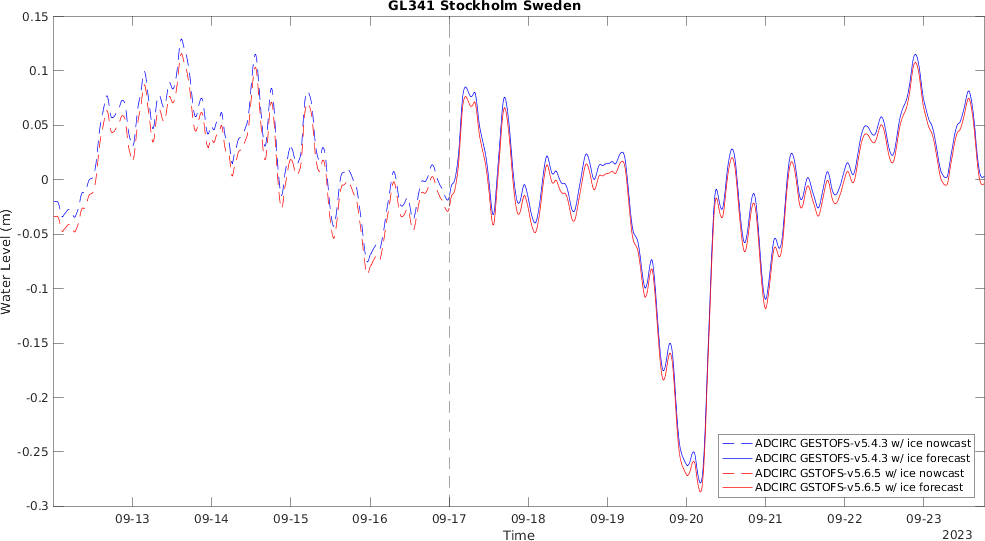 GL341 Stockholm Sweden
0.15
0.1
0.05
0
-0.05
-0.1
-0.15
-0.2
-0.25
-0.3
Water Level (m)
ADCIRC GESTOFS-v5.4.3 w/ ice nowcast
ADCIRC GESTOFS-v5.4.3 w/ ice forecast
ADCIRC GSTOFS-v5.6.5 w/ ice nowcast
ADCIRC GSTOFS-v5.6.5 w/ ice forecast
09-13 09-14 09-15 09-16 09-17 09-18 09-19 09-20 09-21 09-22 09-23
Time
2023